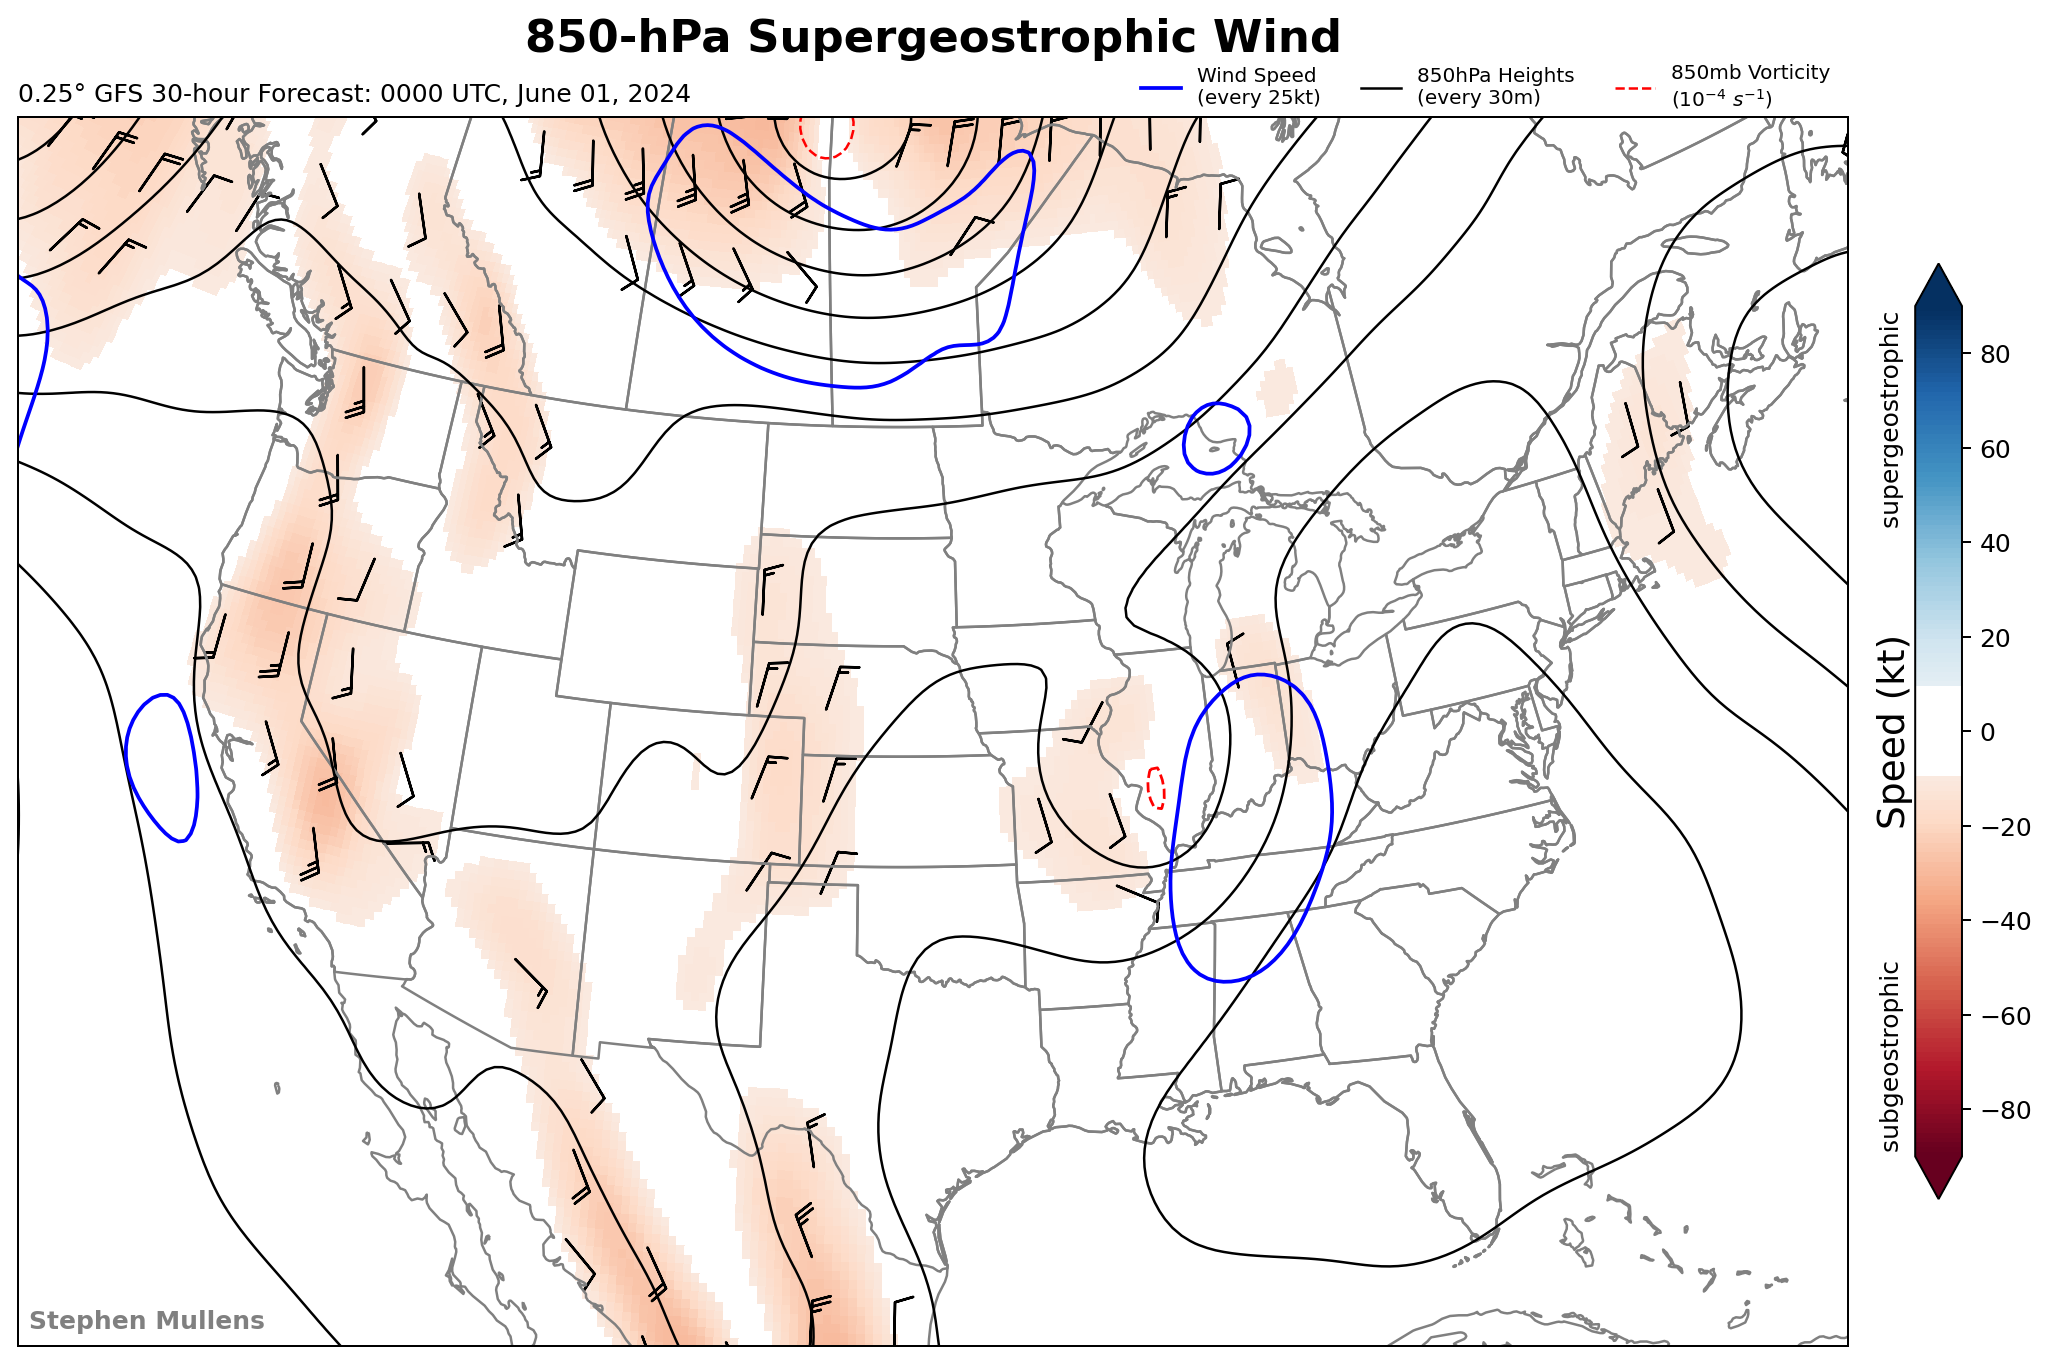 850-hPa Supergeostrophic Wind
0.25° GFS 30-hour Forecast: 0000 UTC, June 01, 2024
Wind Speed
(every 25kt)
850hPa Heights
(every 30m)
850mb Vorticity
(10⁻⁴ s⁻¹)
supergeostrophic
Speed (kt)
subgeostrophic
80
60
40
20
0
−20
−40
−60
−80
Stephen Mullens